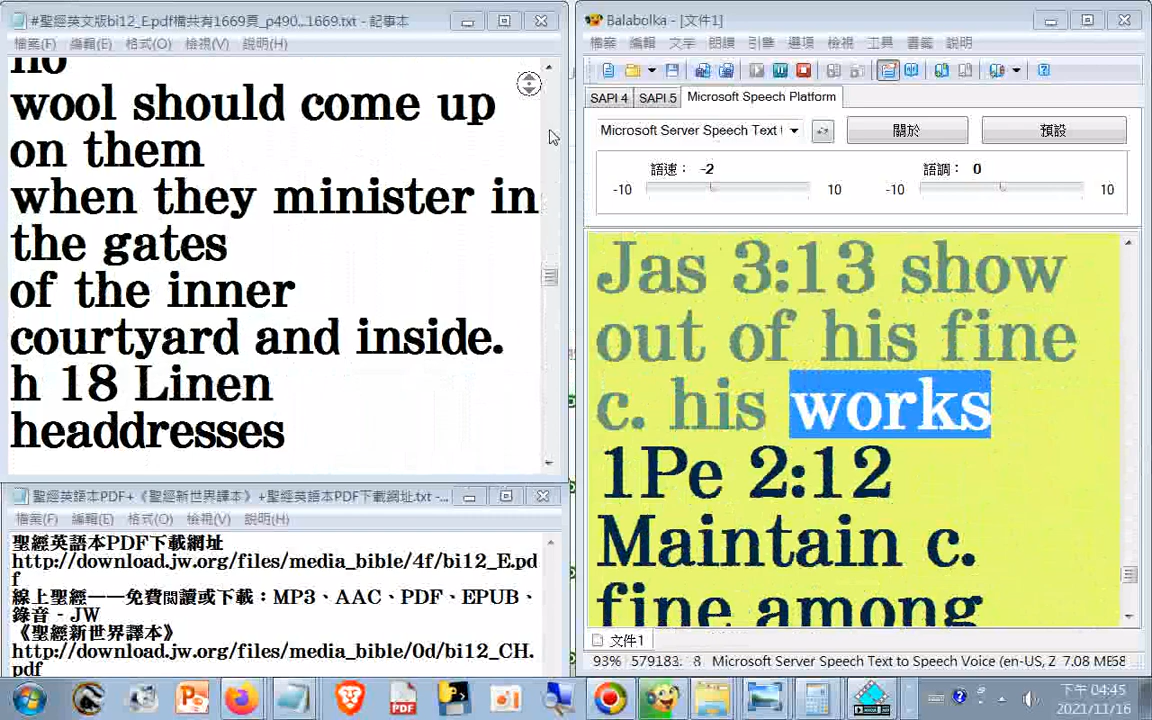 #聖經英文版bi12_E.pdf檔共有1669頁_p490,..1669.txt - 記事本
檔案(F) 編輯(E) 格式(O) 檢視(V) 說明(H)
no
wool should come up
on them
when they minister in
the gates
of the inner
courtyard and inside.
h 18 Linen
headdresses
聖經英語本PDF+《聖經新世界譯本》+聖經英語本PDF下載網址.txt -...
檔案(F) 編輯(E) 格式(O) 檢視(V) 說明(H)
聖經英語本PDF下載網址
http://download.jw.org/files/media_bible/4f/bi12_E.pd
f
線上聖經——免費閱讀或下載：MP3、AAC、PDF、EPUB、
錄音 - JW
《聖經新世界譯本》
http://download.jw.org/files/media_bible/0d/bi12_CH.
pdf
Balabolka - [文件1]
檔案 編輯 文字 朗讀 引擎 選項 檢視 工具 書籤 說明
SAPI 4 SAPI 5 Microsoft Speech Platform
Microsoft Server Speech Text 關於 預設
語速： -2 語調： 0
-10 10 -10 10
Jas 3:13 show
out of his fine
c. his works
1Pe 2:12
Maintain c.
fine among
文件1
93% 579183: 8 Microsoft Server Speech Text to Speech Voice (en-US, Z 7.08 ME
下午 04:45
2021/11/16